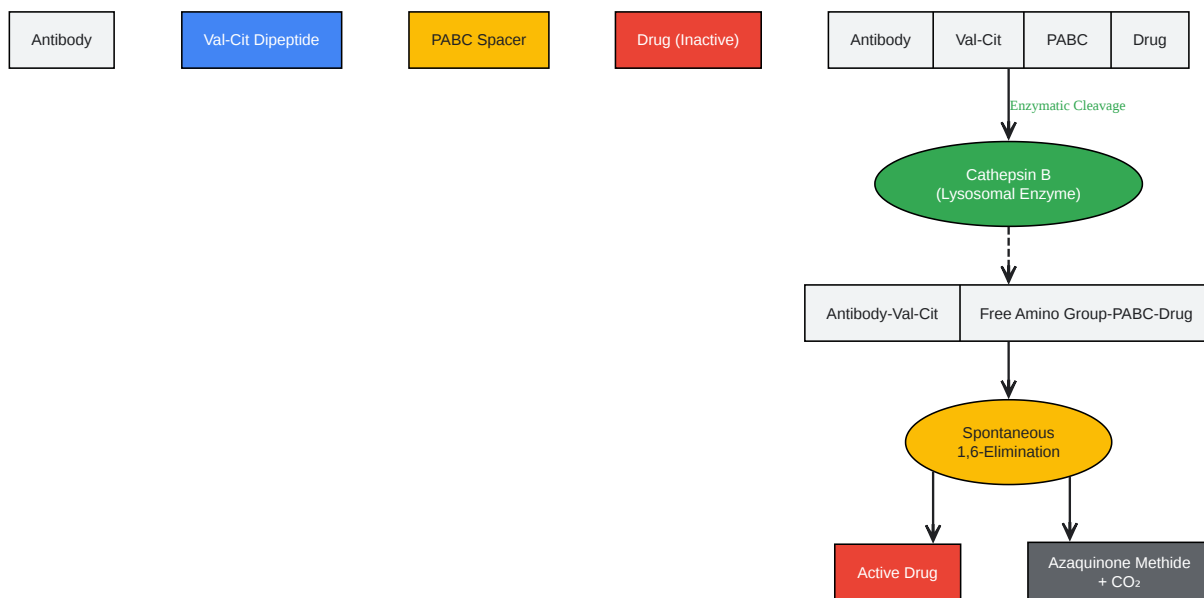 Antibody
Val-Cit Dipeptide
PABC Spacer
Drug (Inactive)
Antibody
Val-Cit
PABC
Drug
Enzymatic Cleavage
Cathepsin B
(Lysosomal Enzyme)
Antibody-Val-Cit
Free Amino Group-PABC-Drug
Spontaneous
1,6-Elimination
Active Drug
Azaquinone Methide
+ CO₂